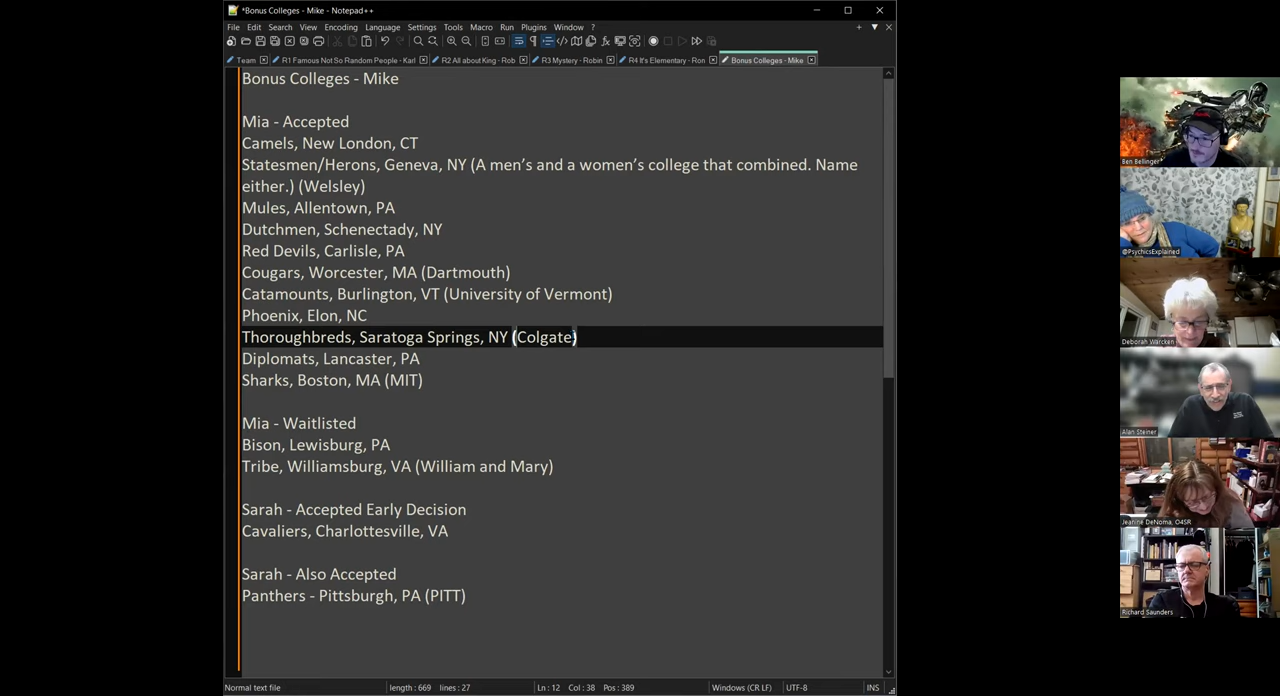 *Bonus Colleges - Mike - Notepad++
File Edit Search View Encoding Language Settings Tools Macro Run Plugins Window ?
Team R1 Famous Not So Random People - Karl R2 All about King - Rob R3 Mystery - Robin R4 It's Elementary - Ron Bonus Colleges - Mike
Bonus Colleges - Mike
Mia - Accepted
Camels, New London, CT
Statesmen/Herons, Geneva, NY (A men's and a women's college that combined. Name
either.) (Welsley)
Mules, Allentown, PA
Dutchmen, Schenectady, NY
Red Devils, Carlisle, PA
Cougars, Worcester, MA (Dartmouth)
Catamounts, Burlington, VT (University of Vermont)
Phoenix, Elon, NC
Thoroughbreds, Saratoga Springs, NY (Colgate)
Diplomats, Lancaster, PA
Sharks, Boston, MA (MIT)
Mia - Waitlisted
Bison, Lewisburg, PA
Tribe, Williamsburg, VA (William and Mary)
Sarah - Accepted Early Decision
Cavaliers, Charlottesville, VA
Sarah - Also Accepted
Panthers - Pittsburgh, PA (PITT)
Normal text file length : 669 lines : 27 Ln : 12 Col : 38 Pos : 389 Windows (CR LF) UTF-8 INS
Ben Bellinger
@PsychicsExplained
Deborah Warcken
Alan Steiner
Jeanine DeNoma, O4SR
Richard Saunders